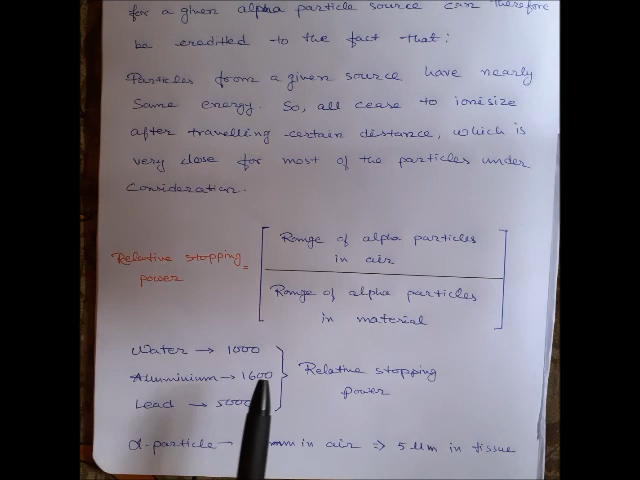 for a given alpha particle source can therefore
be creditted to the fact that:
Particles from a given source have nearly
same energy. So, all cease to ionisize
after travelling certain distance, which is
very close for most of the particles under
consideration.
Relative stopping power =
Range of alpha particles
in air
Range of alpha particles
in material
Water → 1000
Aluminium → 1600
Lead → 5000
Relative stopping
power
α-particle → mm in air ⇒ 5 μm in tissue